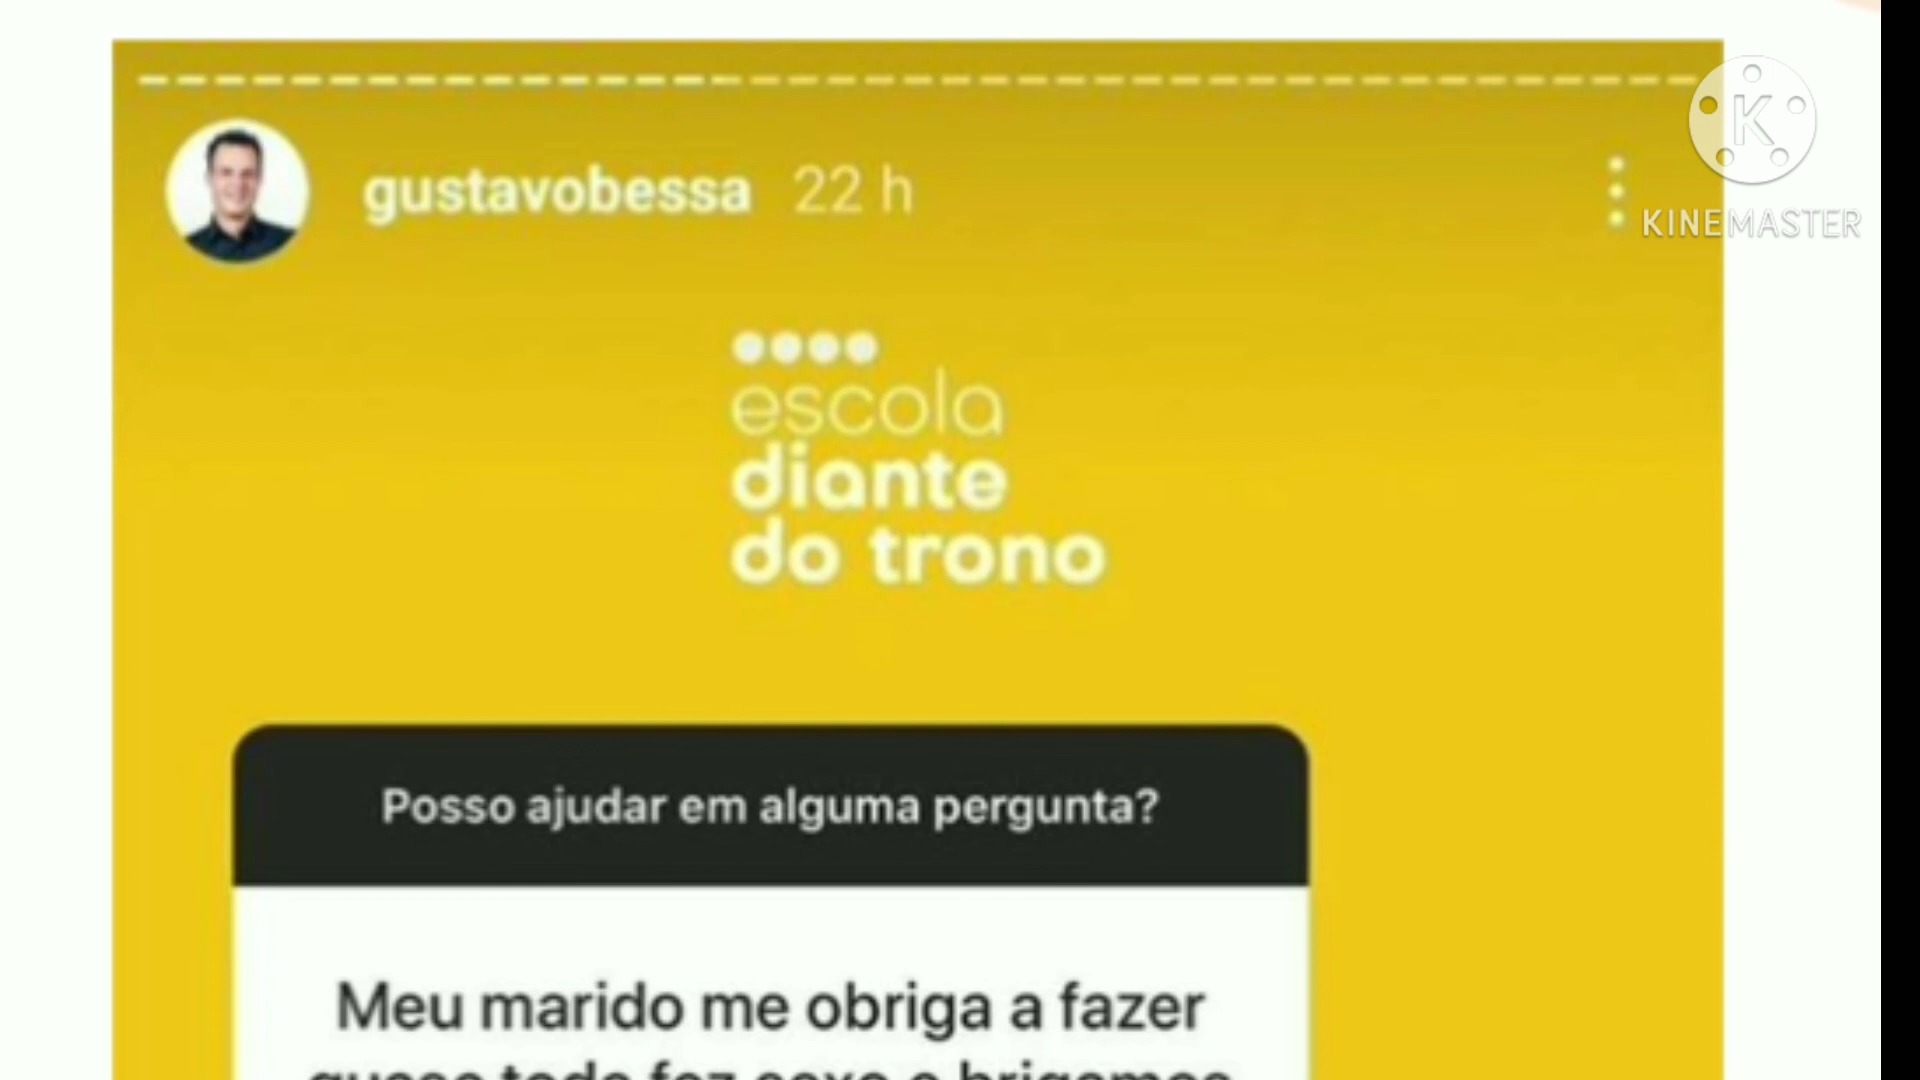 gustavobessa 22 h
K
KINEMASTER
escola
diante
do trono
Posso ajudar em alguma pergunta?
Meu marido me obriga a fazer